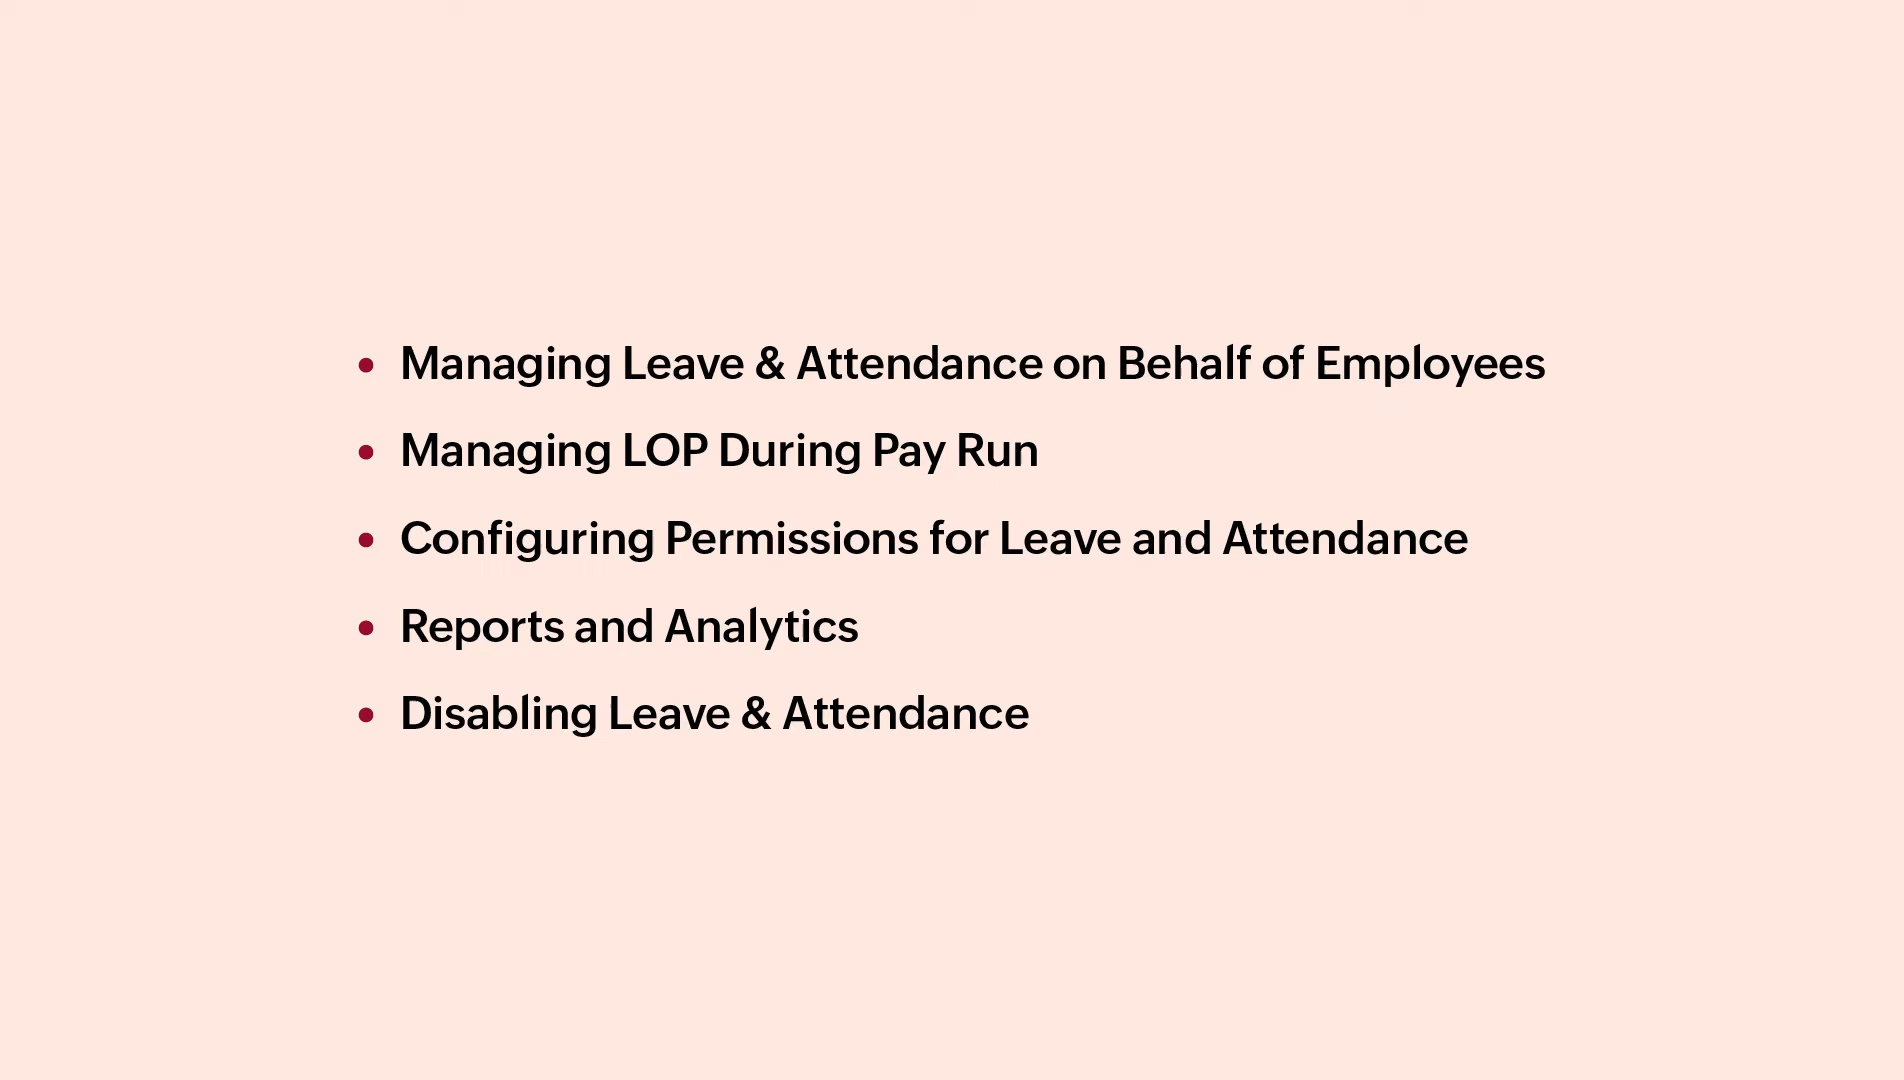 • Managing Leave & Attendance on Behalf of Employees
• Managing LOP During Pay Run
• Configuring Permissions for Leave and Attendance
• Reports and Analytics
• Disabling Leave & Attendance